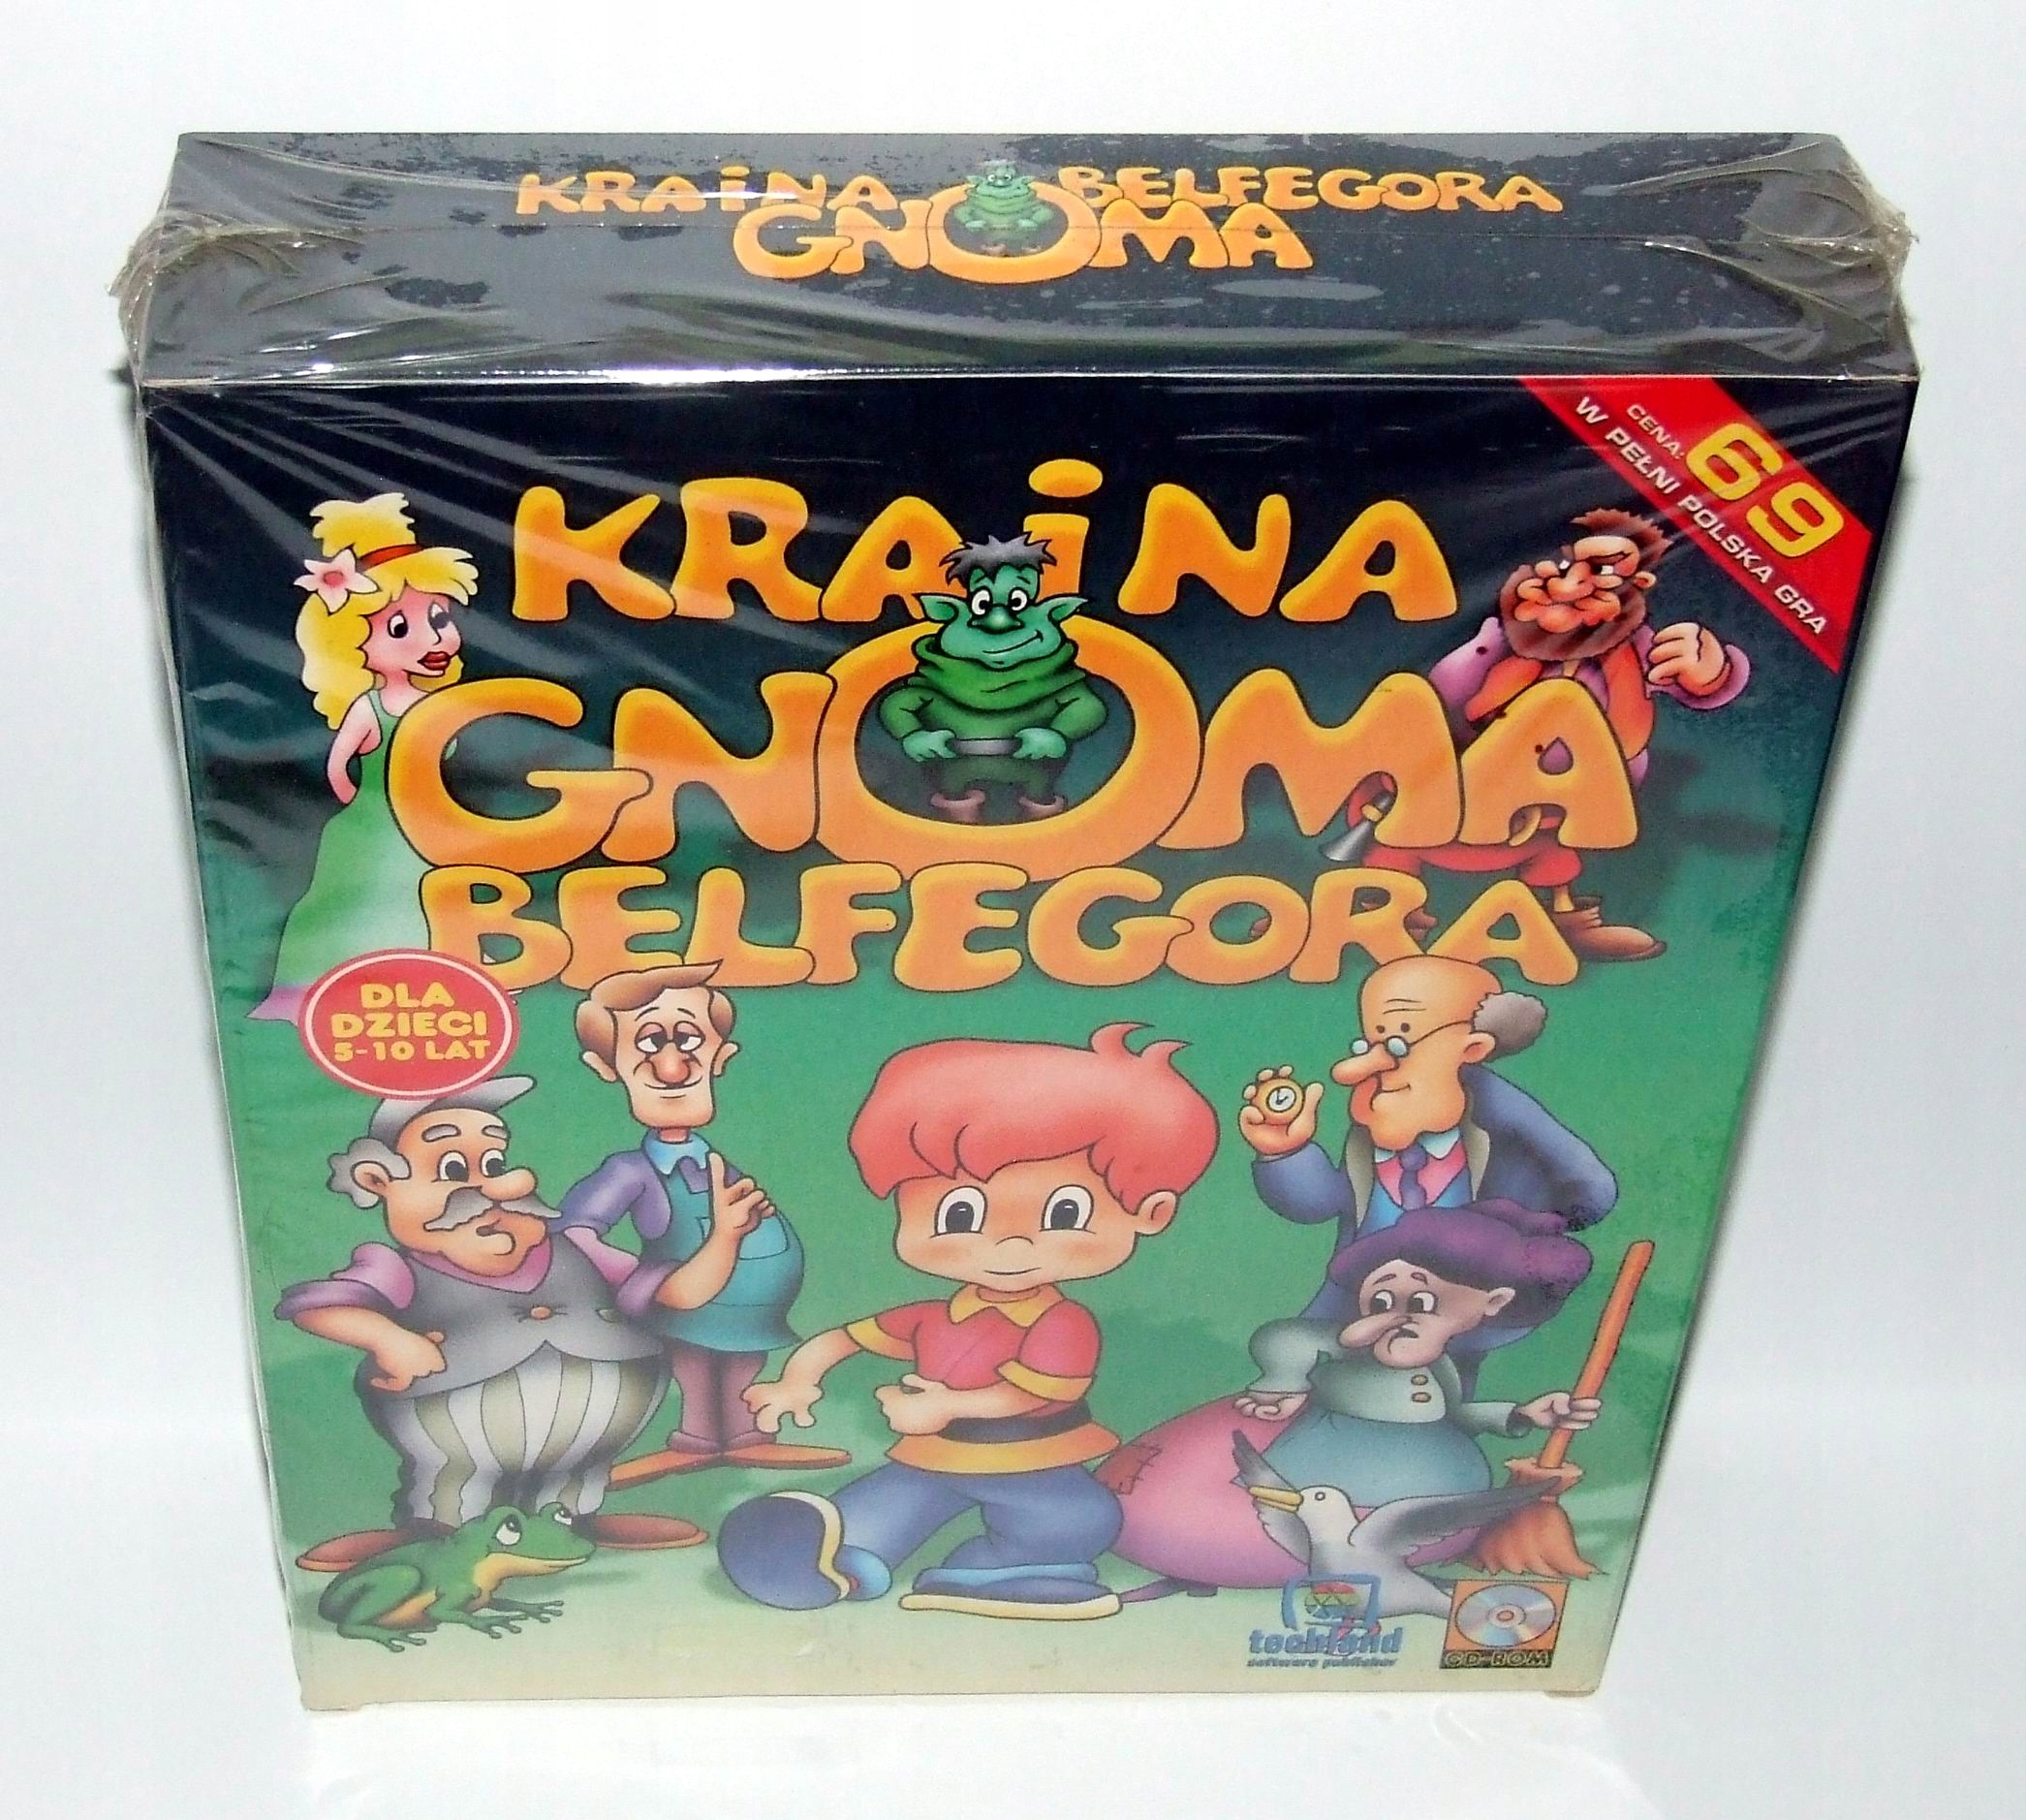 KRAiNA BELFEGORA
GNOMA
CENA: 69
W PEŁNI POLSKA GRA
KRAiNA
GNOMA
BELFEGORA
DLA
DZIECI
5-10 LAT
techland
software publisher
CD-ROM